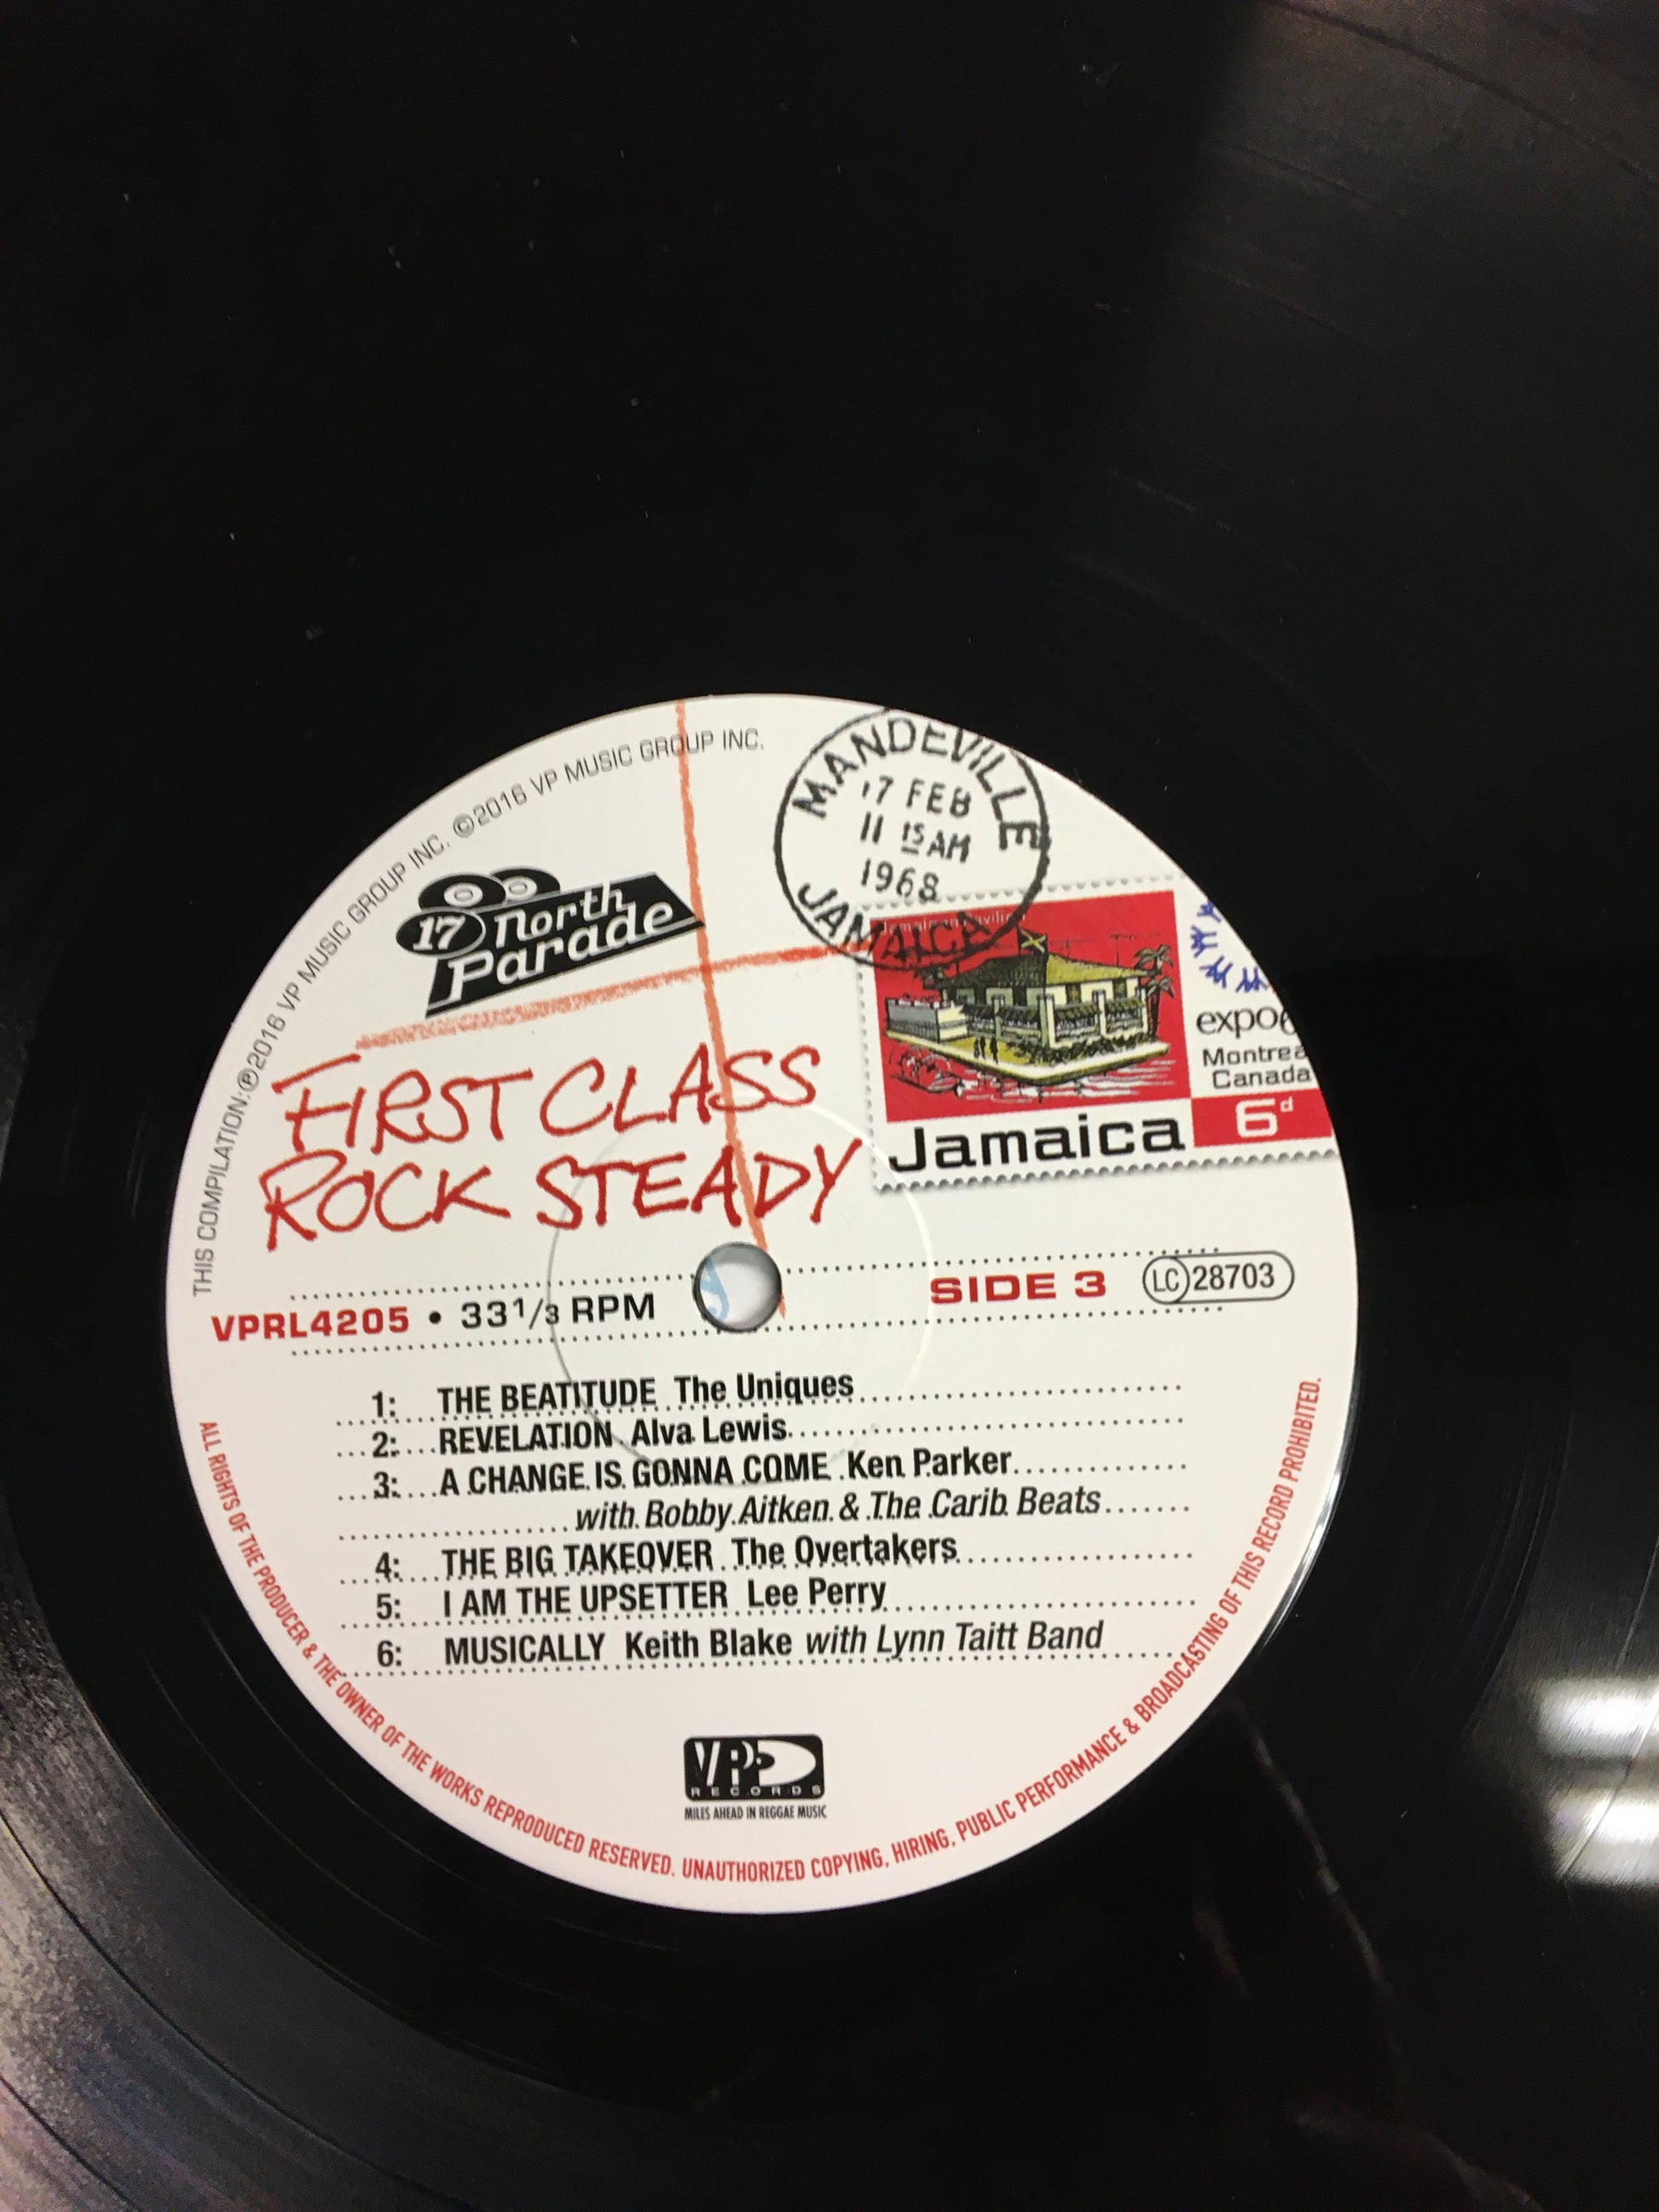 THIS COMPILATION:℗2016 VP MUSIC GROUP INC. ©2016 VP MUSIC GROUP INC.
MANDEVILLE
17 FEB
11 15 AM
1968
JAMAICA
17 North
Parade
Jamaican Pavilion
expo6
Montrea
Canada
6d
Jamaica
FIRST CLASS
ROCK STEADY
VPRL4205 • 33 1/3 RPM
SIDE 3
LC 28703
1: THE BEATITUDE The Uniques
2: REVELATION Alva Lewis
3: A CHANGE IS GONNA COME Ken Parker
with Bobby Aitken & The Carib Beats
4: THE BIG TAKEOVER The Overtakers
5: I AM THE UPSETTER Lee Perry
6: MUSICALLY Keith Blake with Lynn Taitt Band
VP
RECORDS
MILES AHEAD IN REGGAE MUSIC
ALL RIGHTS OF THE PRODUCER & THE OWNER OF THE WORKS REPRODUCED RESERVED. UNAUTHORIZED COPYING, HIRING, PUBLIC PERFORMANCE & BROADCASTING OF THIS RECORD PROHIBITED.